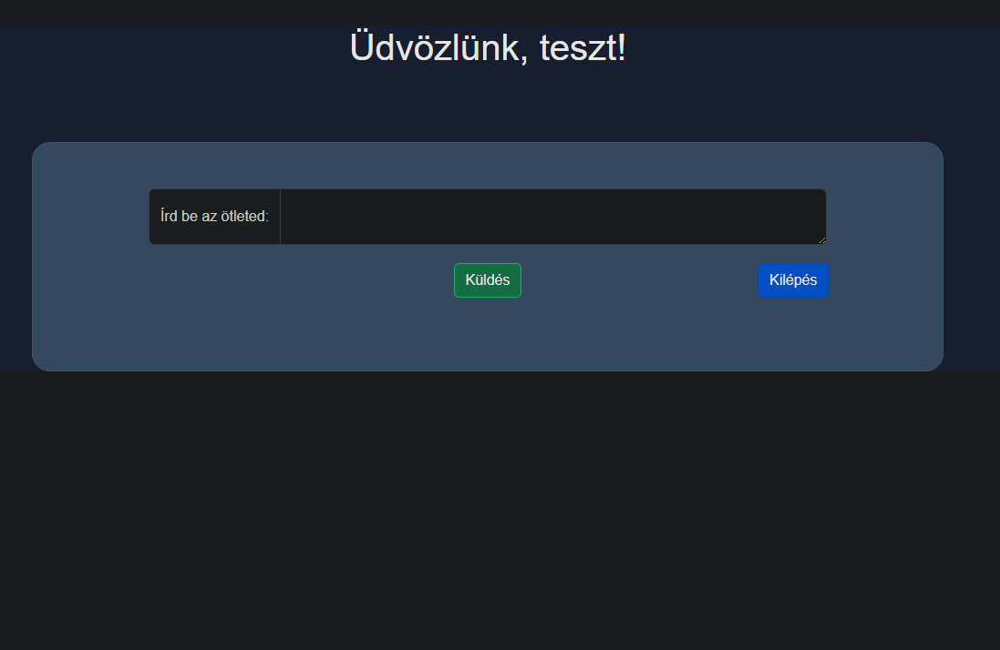 Üdvözlünk, teszt!
Írd be az ötleted:
Küldés
Kilépés